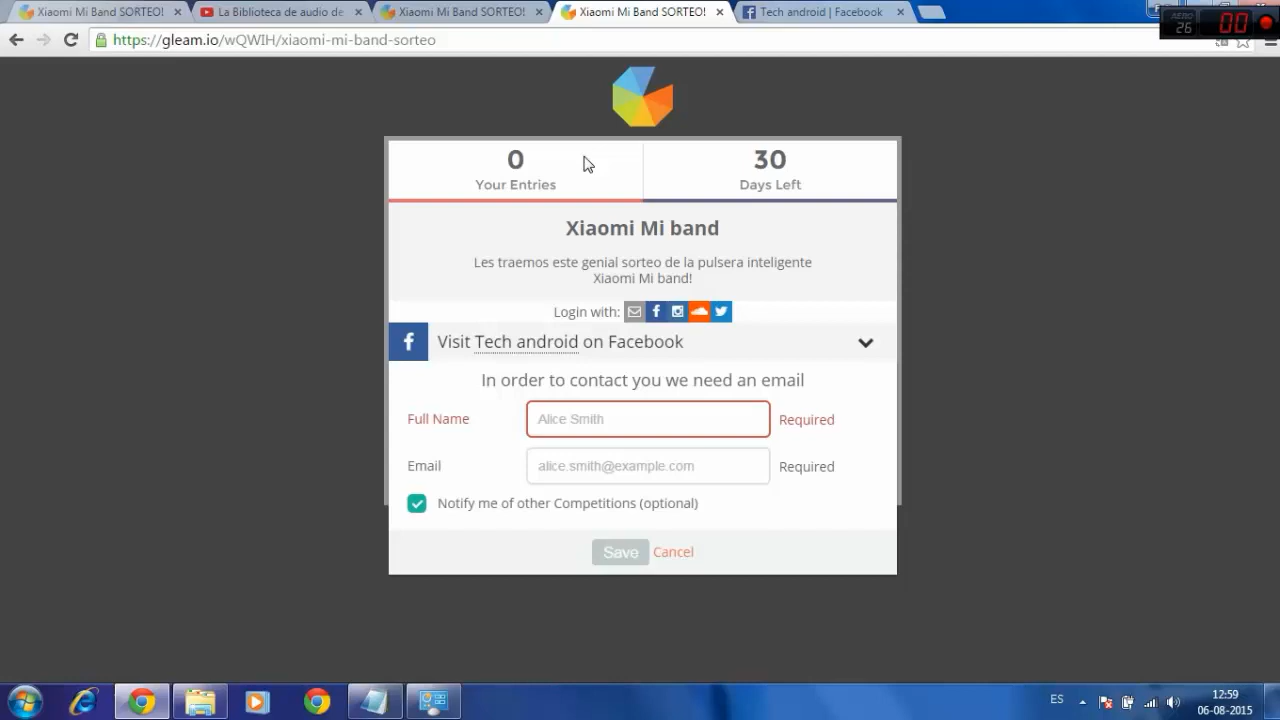 Xiaomi Mi Band SORTEO!
La Biblioteca de audio de
Xiaomi Mi Band SORTEO!
Xiaomi Mi Band SORTEO!
Tech android | Facebook
AERO
26
00
https://gleam.io/wQWIH/xiaomi-mi-band-sorteo
0
Your Entries
30
Days Left
Xiaomi Mi band
Les traemos este genial sorteo de la pulsera inteligente
Xiaomi Mi band!
Login with:
Visit Tech android on Facebook
In order to contact you we need an email
Full Name
Alice Smith
Required
Email
alice.smith@example.com
Required
Notify me of other Competitions (optional)
Save Cancel
ES
12:59
06-08-2015